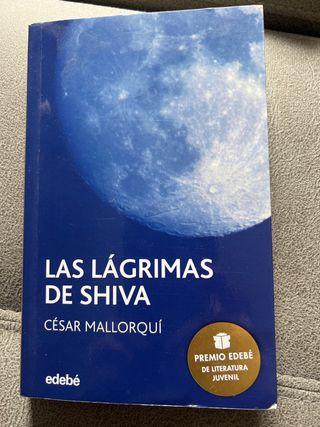 LAS LÁGRIMAS
DE SHIVA
CÉSAR MALLORQUÍ
PREMIO EDEBÉ
DE LITERATURA
JUVENIL
edebé